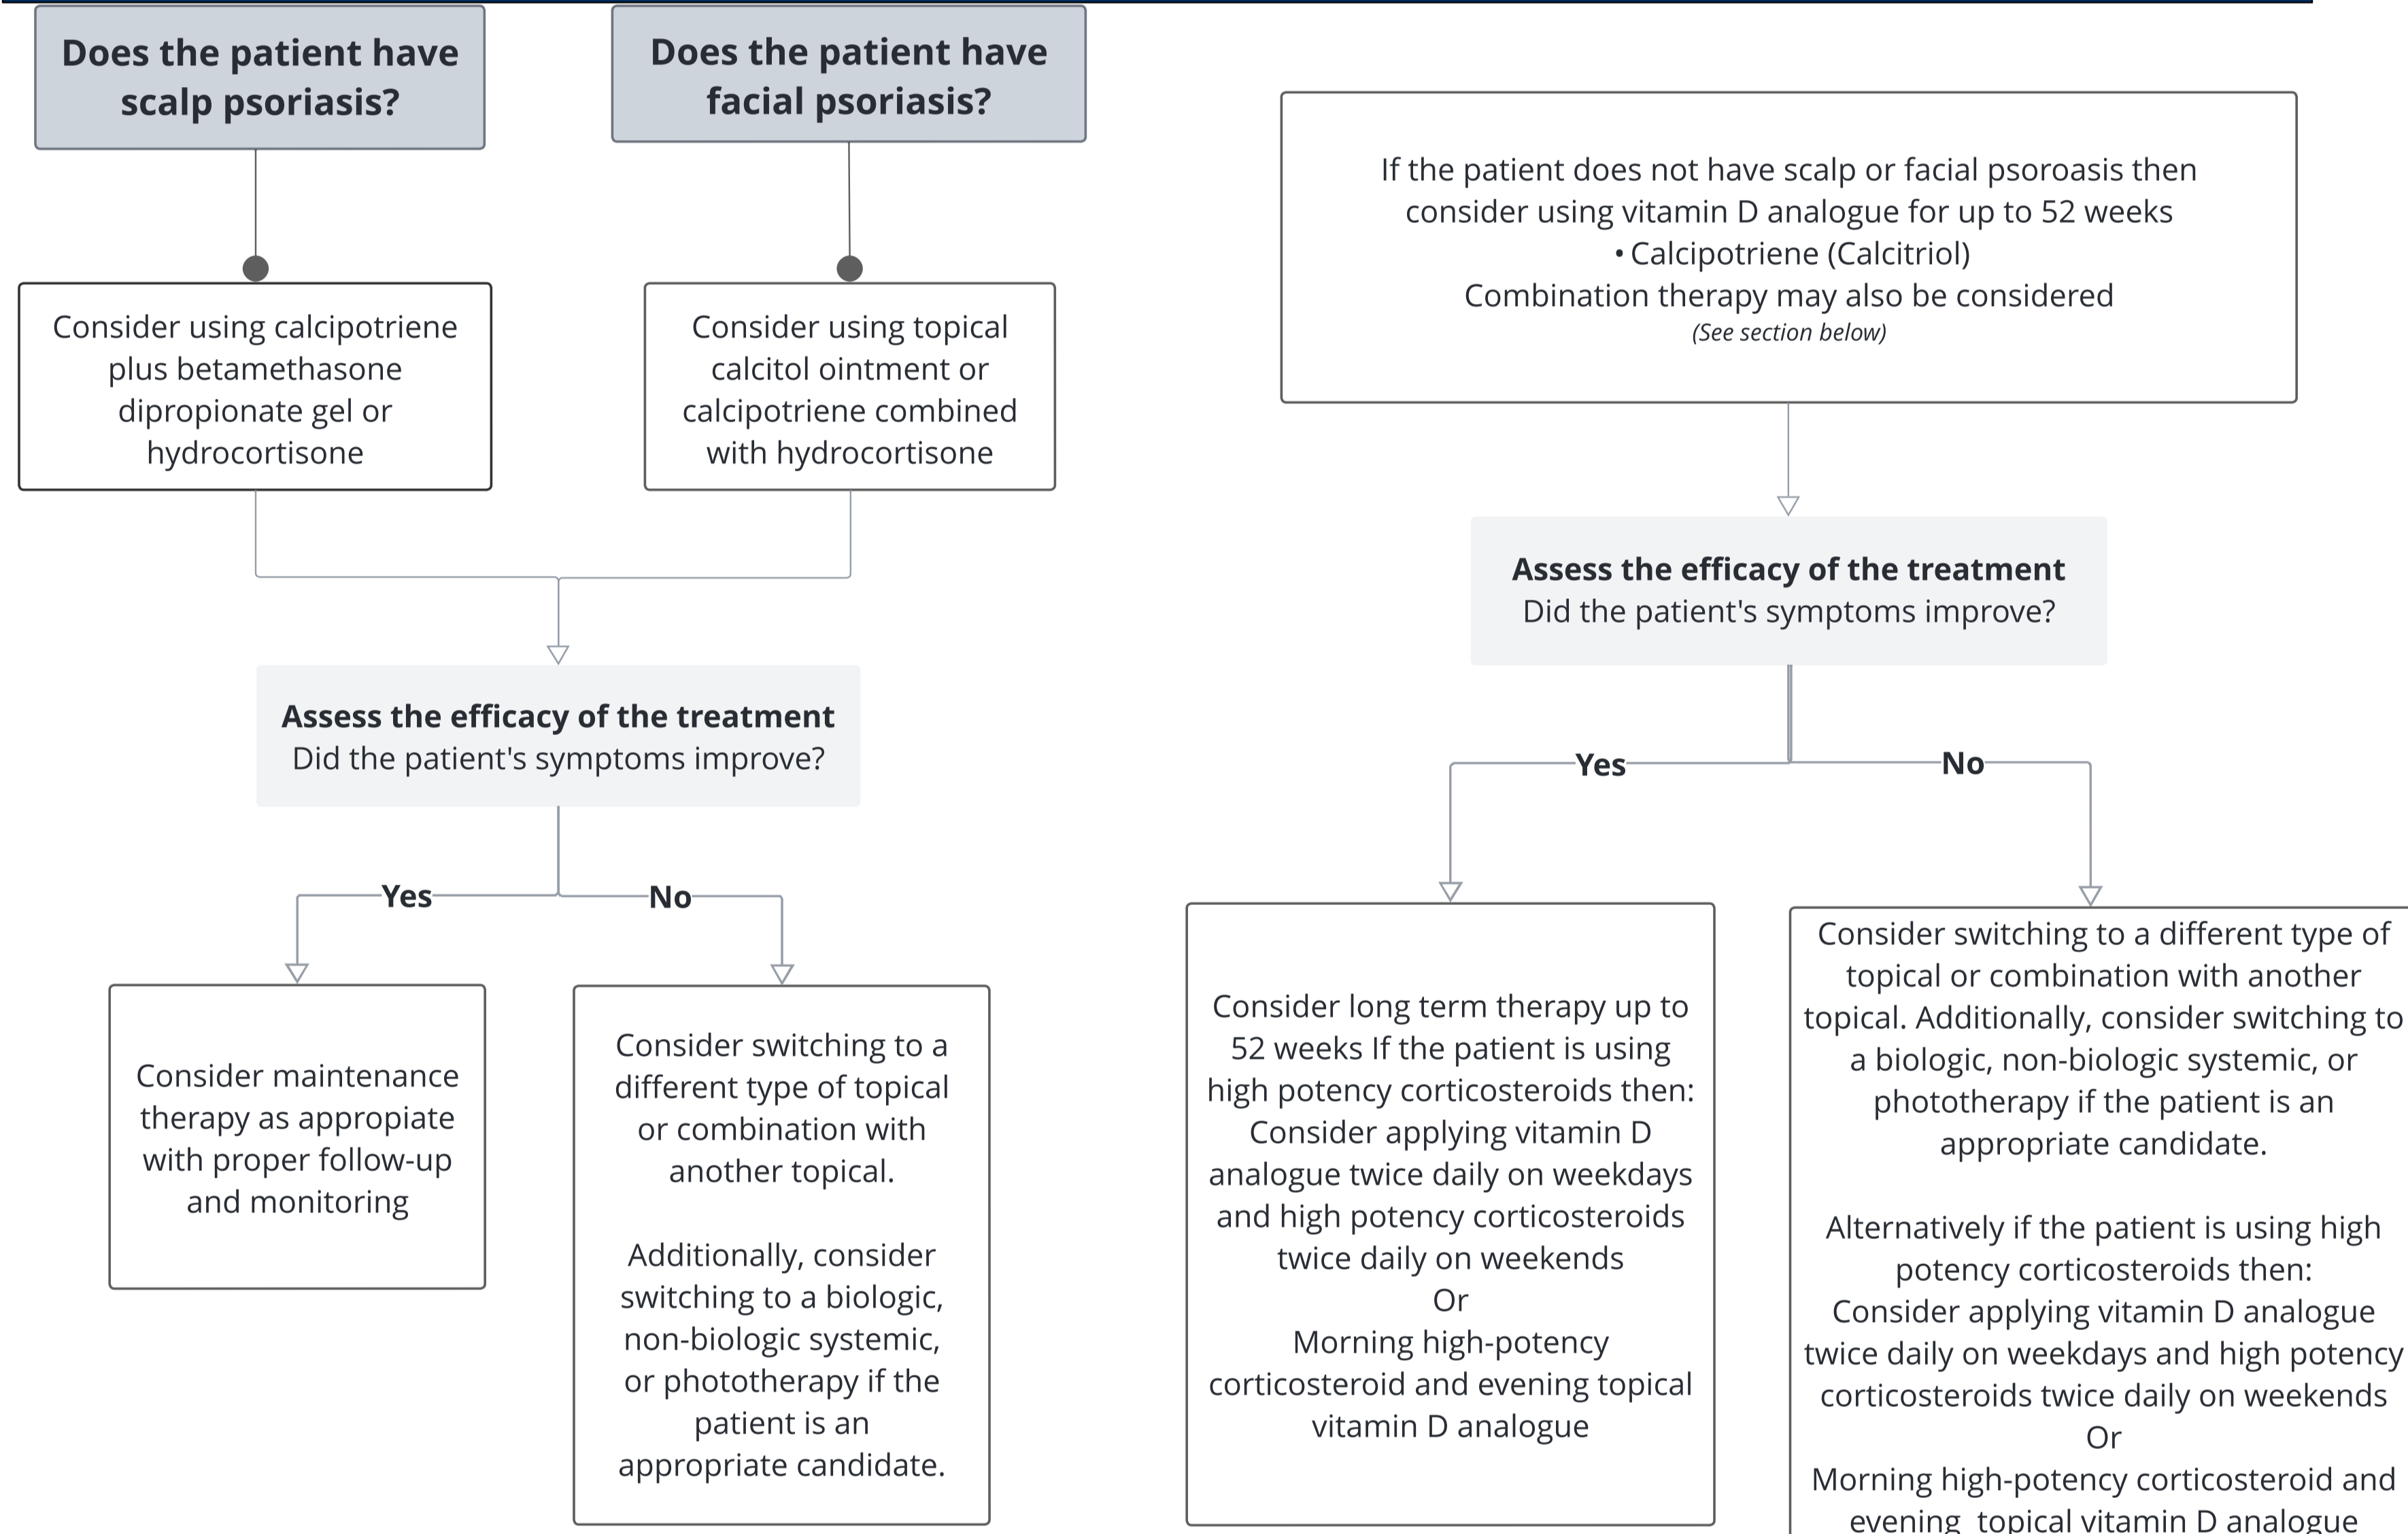 Does the patient have
scalp psoriasis?
Does the patient have
facial psoriasis?
Consider using calcipotriene
plus betamethasone
dipropionate gel or
hydrocortisone
Consider using topical
calcitol ointment or
calcipotriene combined
with hydrocortisone
Assess the efficacy of the treatment
Did the patient's symptoms improve?
Yes
No
Consider maintenance
therapy as appropiate
with proper follow-up
and monitoring
Consider switching to a
different type of topical
or combination with
another topical.
Additionally, consider
switching to a biologic,
non-biologic systemic,
or phototherapy if the
patient is an
appropriate candidate.
If the patient does not have scalp or facial psoroasis then
consider using vitamin D analogue for up to 52 weeks
• Calcipotriene (Calcitriol)
Combination therapy may also be considered
(See section below)
Assess the efficacy of the treatment
Did the patient's symptoms improve?
Yes
No
Consider long term therapy up to
52 weeks If the patient is using
high potency corticosteroids then:
Consider applying vitamin D
analogue twice daily on weekdays
and high potency corticosteroids
twice daily on weekends
Or
Morning high-potency
corticosteroid and evening topical
vitamin D analogue
Consider switching to a different type of
topical or combination with another
topical. Additionally, consider switching to
a biologic, non-biologic systemic, or
phototherapy if the patient is an
appropriate candidate.
Alternatively if the patient is using high
potency corticosteroids then:
Consider applying vitamin D analogue
twice daily on weekdays and high potency
corticosteroids twice daily on weekends
Or
Morning high-potency corticosteroid and
evening  topical vitamin D analogue